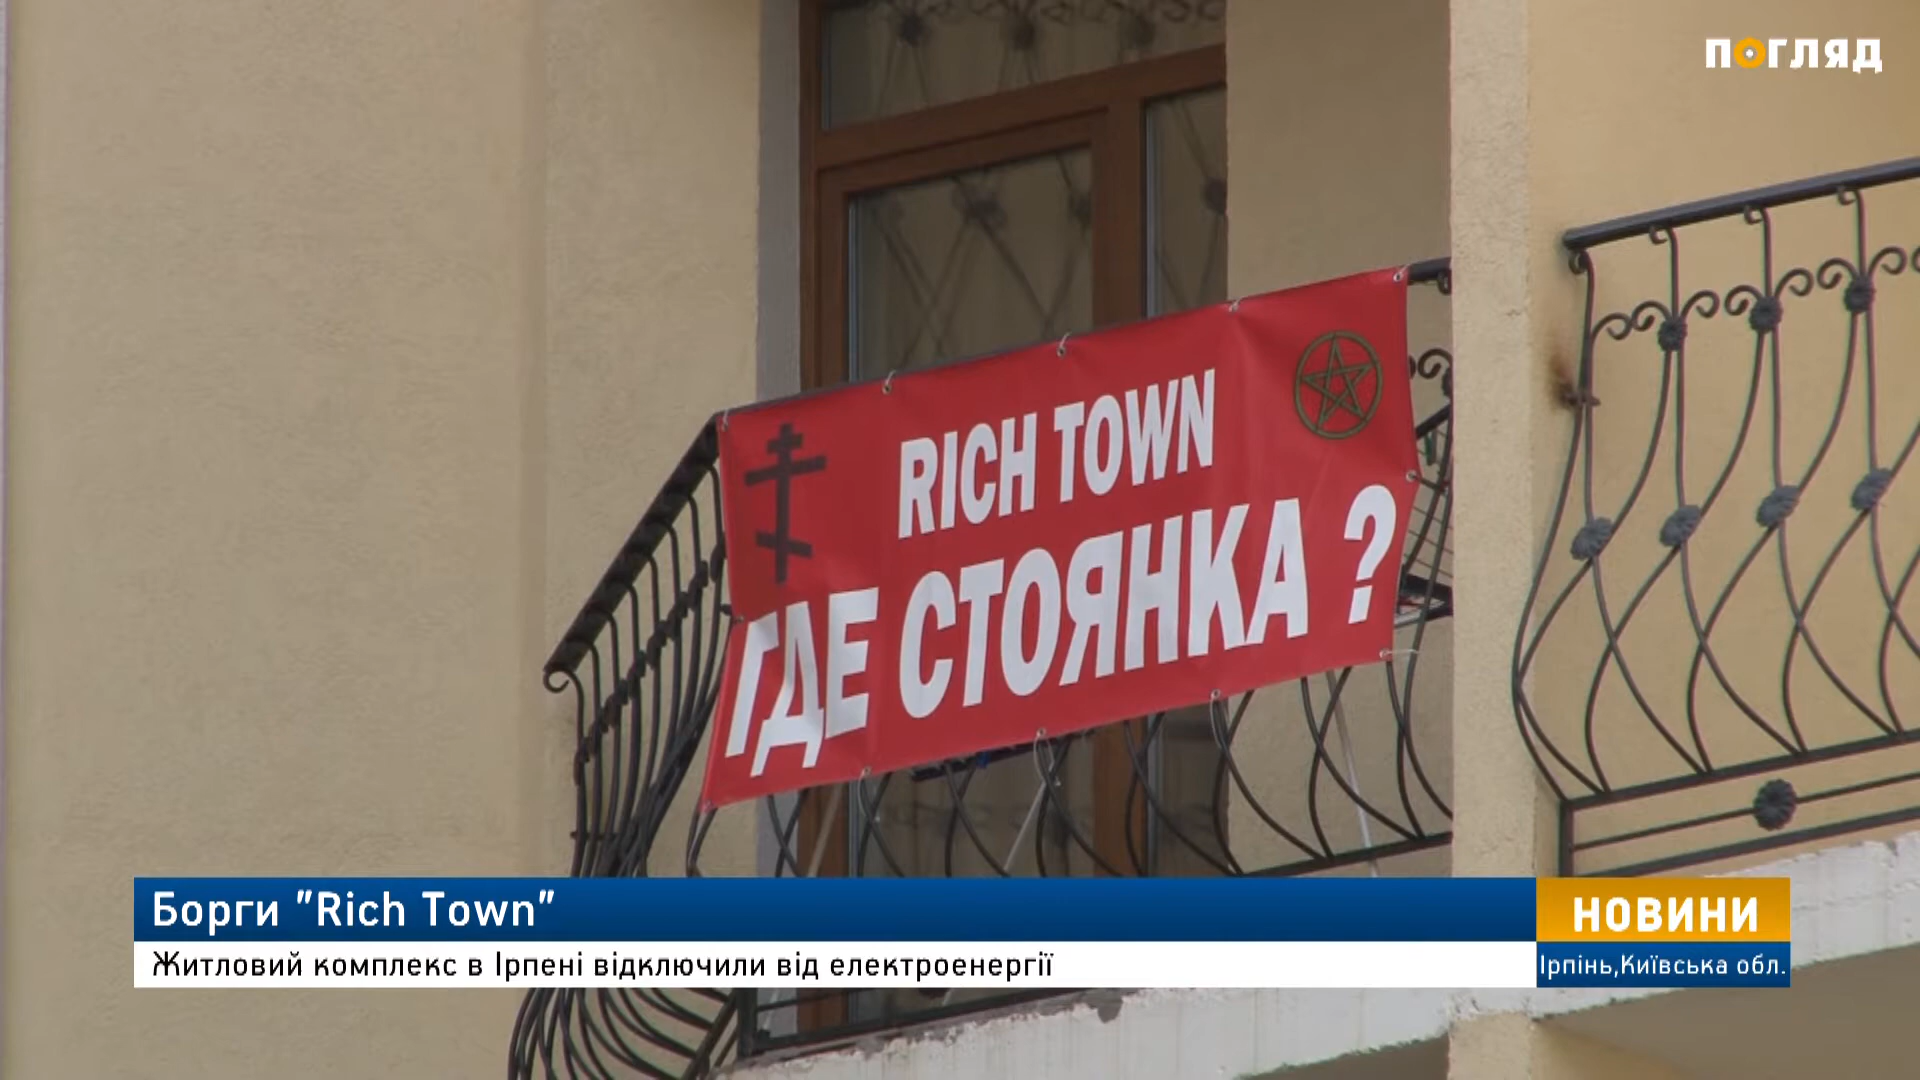 ПОГЛЯД
RICH TOWN
ГДЕ СТОЯНКА ?
Борги "Rich Town"
НОВИНИ
Житловий комплекс в Ірпені відключили від електроенергії
Ірпінь,Київська обл.